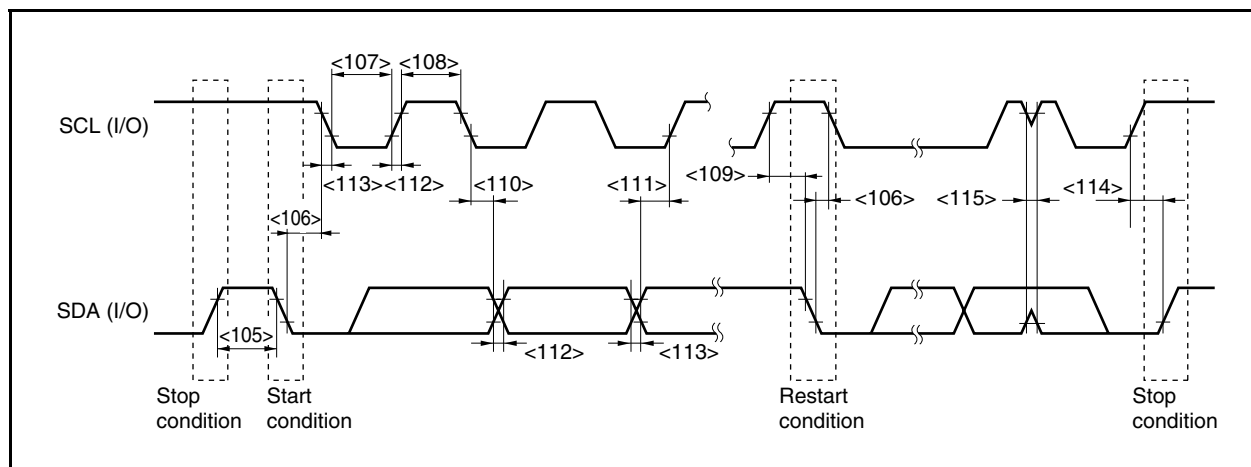 <107> <108>
SCL (I/O)
<113> <112> <110> <111> <109> <106> <115> <114>
<106>
SDA (I/O)
<105> <112> <113>
Stop condition
Start condition
Restart condition
Stop condition